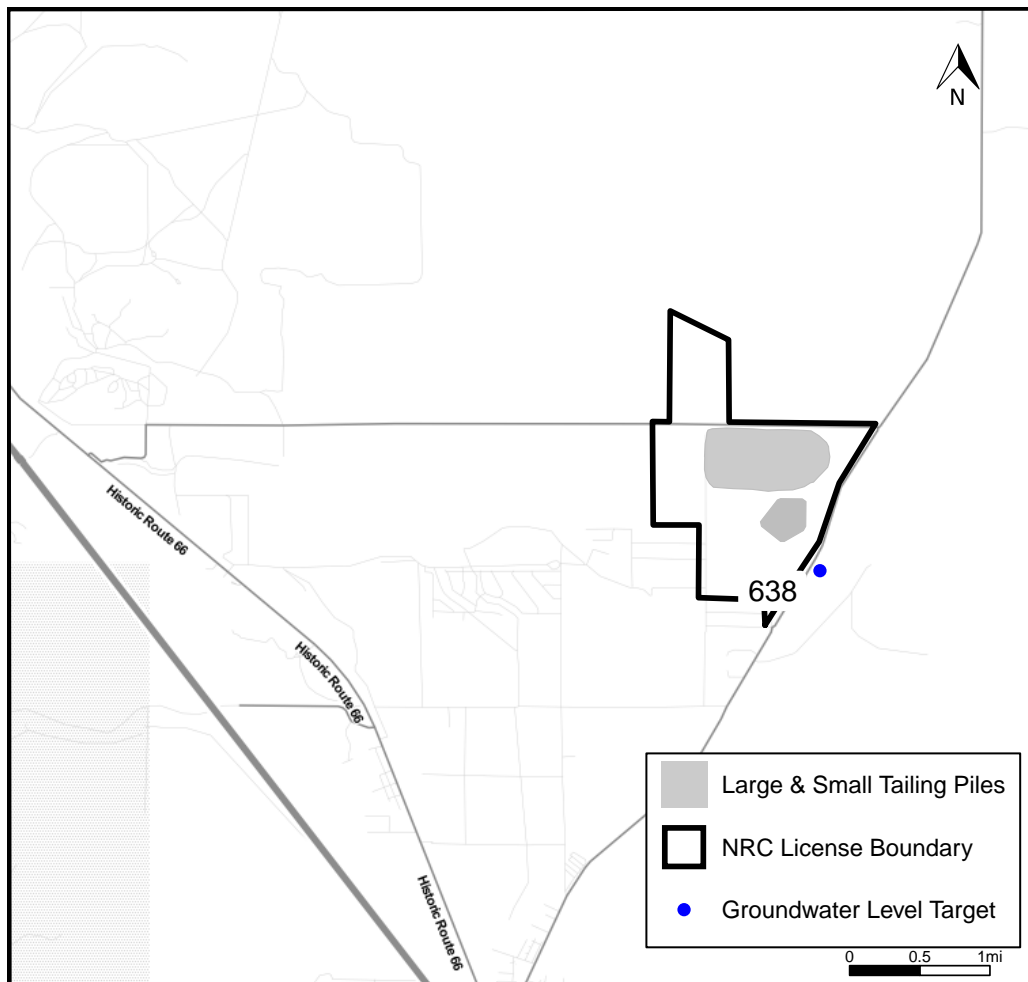 N
Historic Route 66
638
Historic Route 66
Large & Small Tailing Piles
NRC License Boundary
Historic Route 66
Groundwater Level Target
0 0.5 1mi